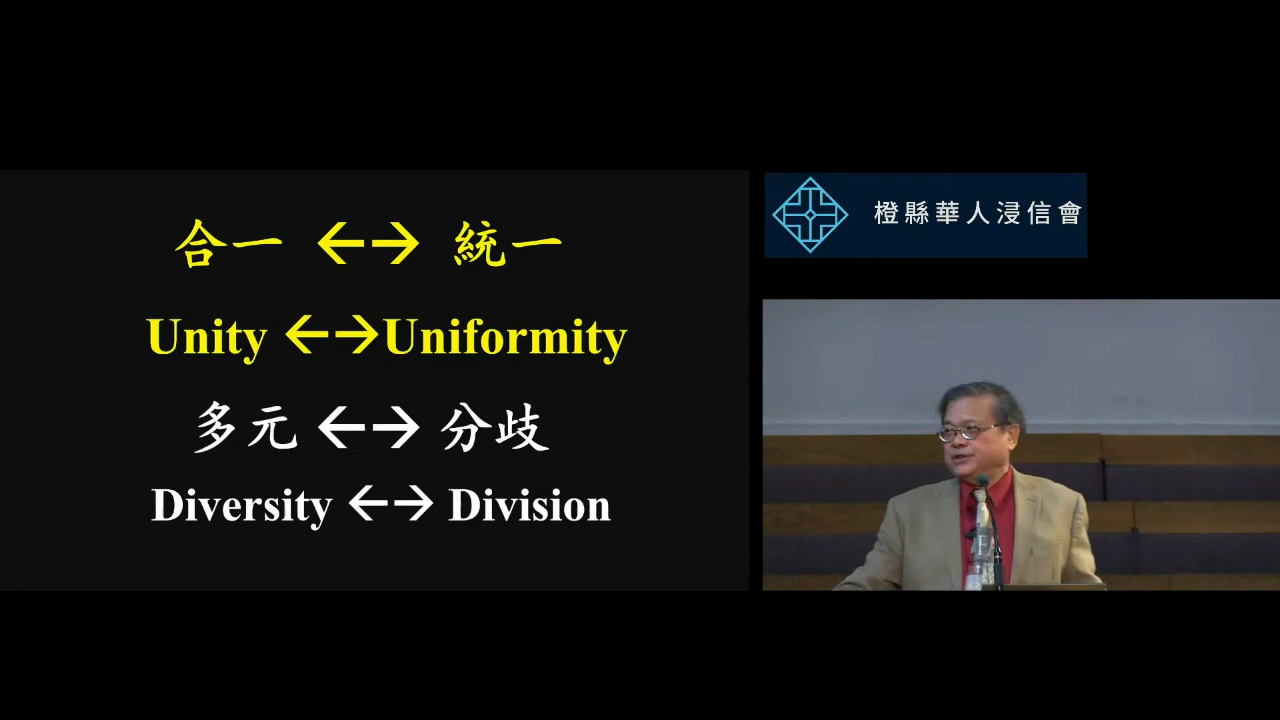 合一 ←→ 統一
Unity ←→Uniformity
多元 ←→ 分歧
Diversity ←→ Division
橙縣華人浸信會